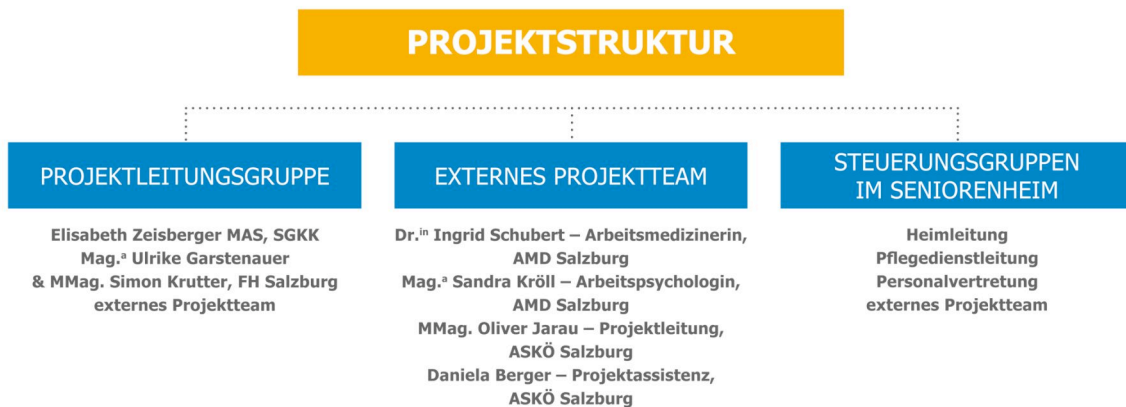 PROJEKTSTRUKTUR
PROJEKTLEITUNGSGRUPPE
Elisabeth Zeisberger MAS, SGKK
Mag.ª Ulrike Garstenauer
& MMag. Simon Krutter, FH Salzburg
externes Projektteam
EXTERNES PROJEKTTEAM
Dr.ⁱⁿ Ingrid Schubert – Arbeitsmedizinerin,
AMD Salzburg
Mag.ª Sandra Kröll – Arbeitspsychologin,
AMD Salzburg
MMag. Oliver Jarau – Projektleitung,
ASKÖ Salzburg
Daniela Berger – Projektassistenz,
ASKÖ Salzburg
STEUERUNGSGRUPPEN
IM SENIORENHEIM
Heimleitung
Pflegedienstleitung
Personalvertretung
externes Projektteam